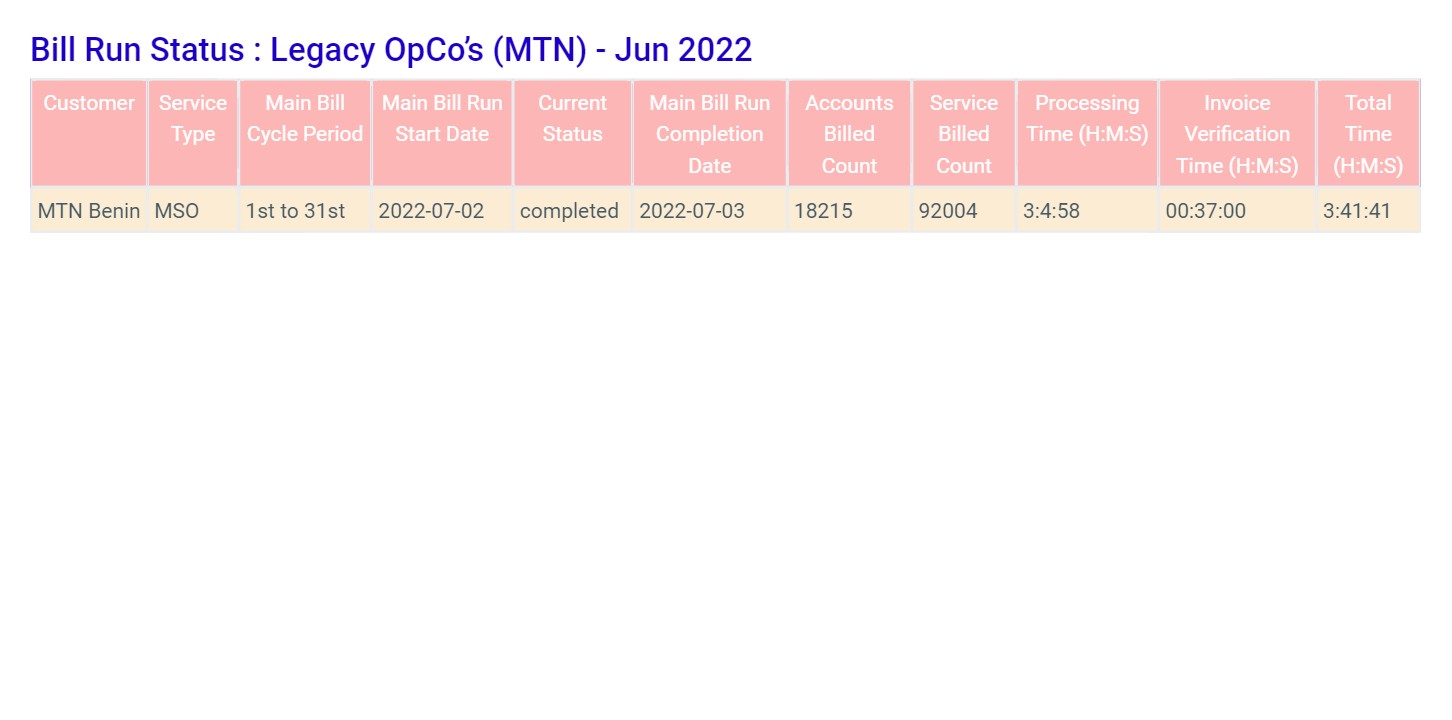 Bill Run Status : Legacy OpCo’s (MTN) - Jun 2022
Customer Service Type Main Bill Cycle Period Main Bill Run Start Date Current Status Main Bill Run Completion Date Accounts Billed Count Service Billed Count Processing Time (H:M:S) Invoice Verification Time (H:M:S) Total Time (H:M:S)
MTN Benin MSO 1st to 31st 2022-07-02 completed 2022-07-03 18215 92004 3:4:58 00:37:00 3:41:41